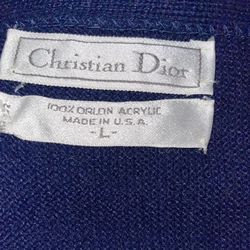 Christian Dior
100% ORLON ACRYLIC
MADE IN U.S.A.
- L -